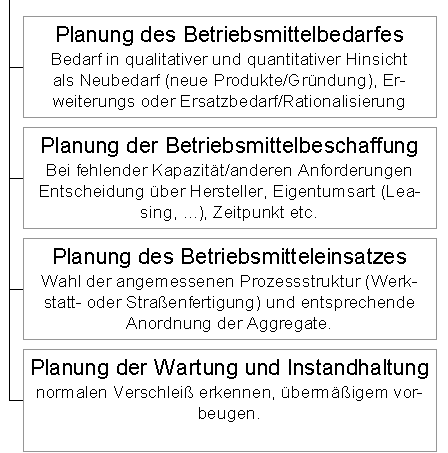 Planung des Betriebsmittelbedarfes
Bedarf in qualitativer und quantitativer Hinsicht
als Neubedarf (neue Produkte/Gründung), Er-
weiterungs oder Ersatzbedarf/Rationalisierung
Planung der Betriebsmittelbeschaffung
Bei fehlender Kapazität/anderen Anforderungen
Entscheidung über Hersteller, Eigentumsart (Lea-
sing, ...), Zeitpunkt etc.
Planung des Betriebsmitteleinsatzes
Wahl der angemessenen Prozessstruktur (Werk-
statt- oder Straßenfertigung) und entsprechende
Anordnung der Aggregate.
Planung der Wartung und Instandhaltung
normalen Verschleiß erkennen, übermäßigem vor-
beugen.